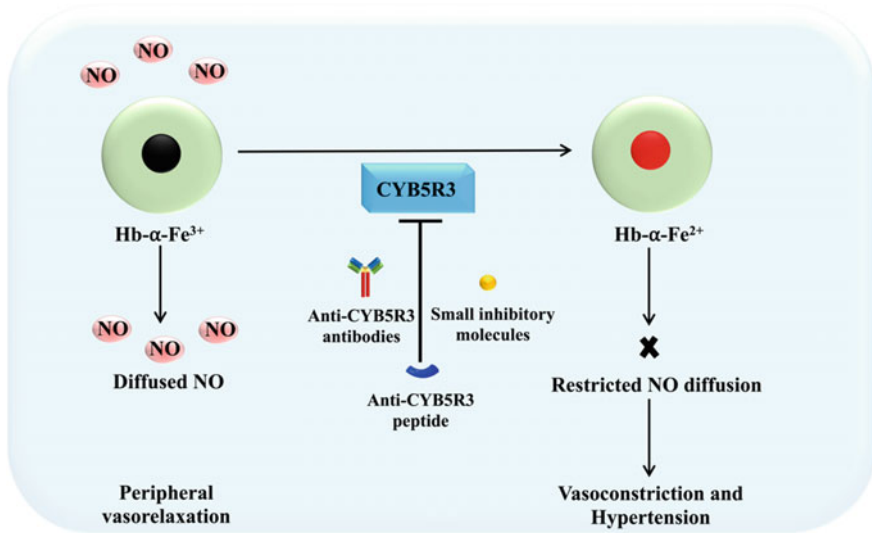 NO
NO
NO
CYB5R3
Hb-α-Fe³⁺
Hb-α-Fe²⁺
Anti-CYB5R3
antibodies
Small inhibitory
molecules
NO
NO
NO
Diffused NO
Anti-CYB5R3
peptide
Restricted NO diffusion
Peripheral
vasorelaxation
Vasoconstriction and
Hypertension